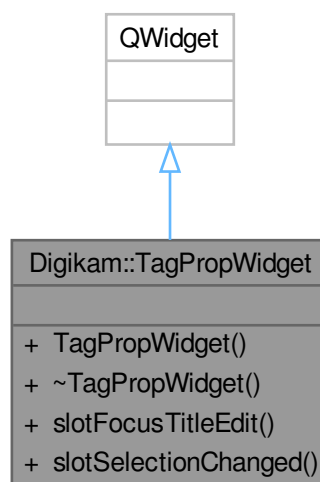 QWidget
Digikam::TagPropWidget
+ TagPropWidget()
+ ~TagPropWidget()
+ slotFocusTitleEdit()
+ slotSelectionChanged()